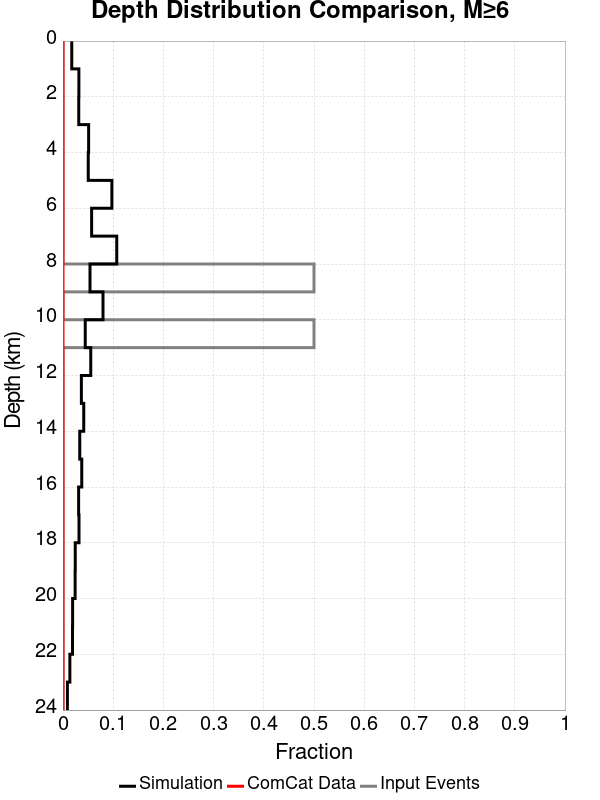 Depth Distribution Comparison, M≥6
0
2
4
6
8
10
12
14
16
18
20
22
24
Depth (km)
0 0.1 0.2 0.3 0.4 0.5 0.6 0.7 0.8 0.9 1
Fraction
Simulation ComCat Data Input Events